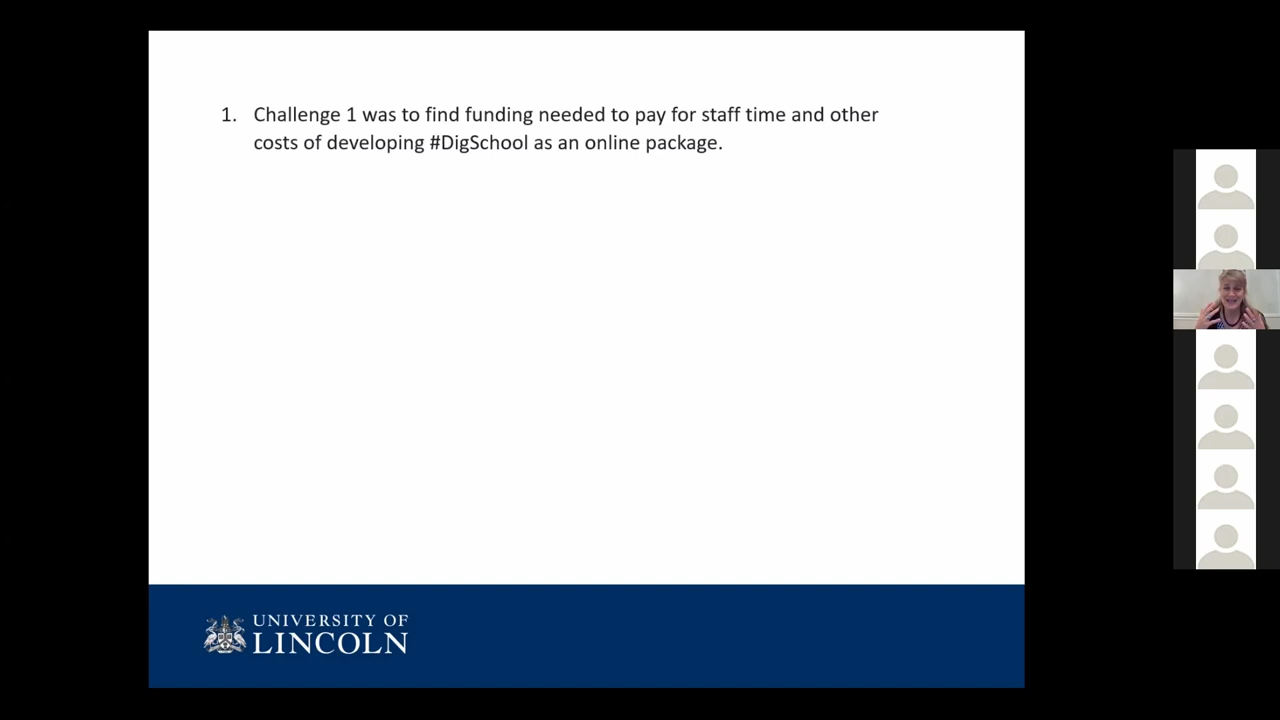 1. Challenge 1 was to find funding needed to pay for staff time and other
costs of developing #DigSchool as an online package.
UNIVERSITY OF
LINCOLN